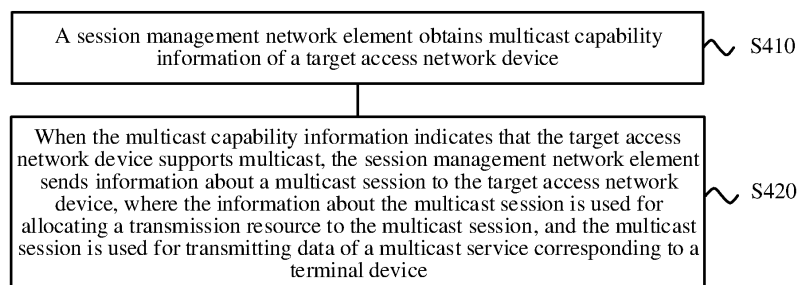 A session management network element obtains multicast capability
information of a target access network device
S410
When the multicast capability information indicates that the target access
network device supports multicast, the session management network element
sends information about a multicast session to the target access network
device, where the information about the multicast session is used for
allocating a transmission resource to the multicast session, and the multicast
session is used for transmitting data of a multicast service corresponding to a
terminal device
S420